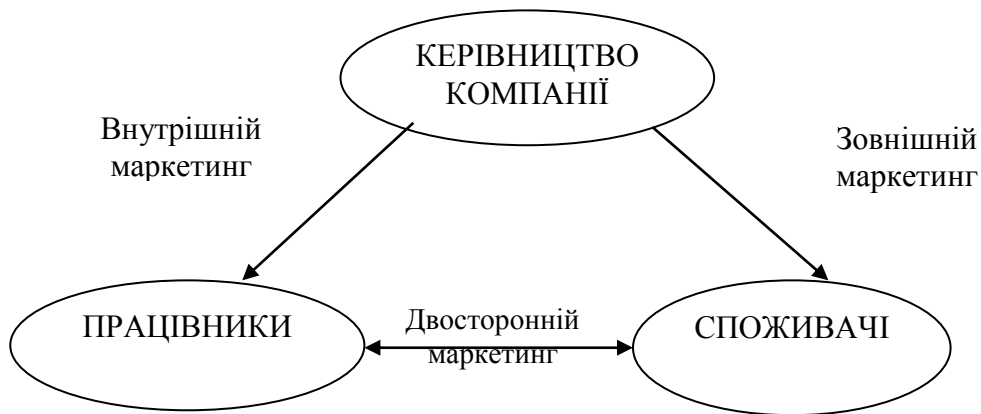 КЕРІВНИЦТВО
КОМПАНІЇ
Внутрішній
маркетинг
Зовнішній
маркетинг
ПРАЦІВНИКИ
Двосторонній
маркетинг
СПОЖИВАЧІ